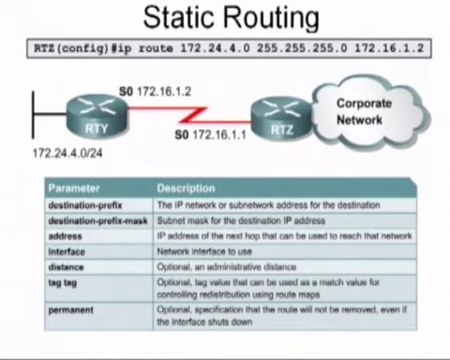 Static Routing
RTZ(config)#ip route 172.24.4.0 255.255.255.0 172.16.1.2
S0 172.16.1.2
Corporate
Network
RTY
RTZ
S0 172.16.1.1
172.24.4.0/24
Parameter Description
destination-prefix The IP network or subnetwork address for the destination
destination-prefix-mask Subnet mask for the destination IP address
address IP address of the next hop that can be used to reach that network
interface Network interface to use
distance Optional, an administrative distance
tag tag Optional, tag value that can be used as a match value for
controlling redistribution using route maps
permanent Optional, specification that the route will not be removed, even if
the interface shuts down